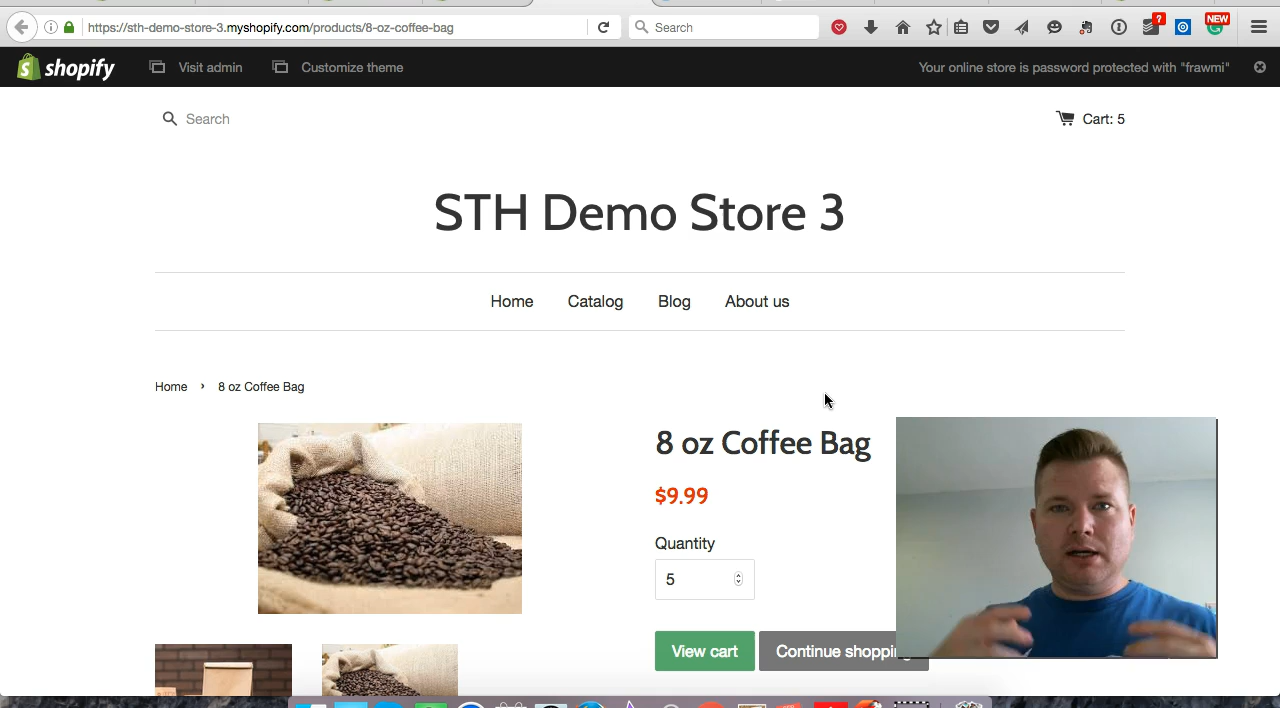 https://sth-demo-store-3.myshopify.com/products/8-oz-coffee-bag
Search
?
NEW
shopify
Visit admin
Customize theme
Your online store is password protected with "frawmi"
Search
Cart: 5
STH Demo Store 3
Home
Catalog
Blog
About us
Home › 8 oz Coffee Bag
8 oz Coffee Bag
$9.99
Quantity
5
View cart
Continue shoppin